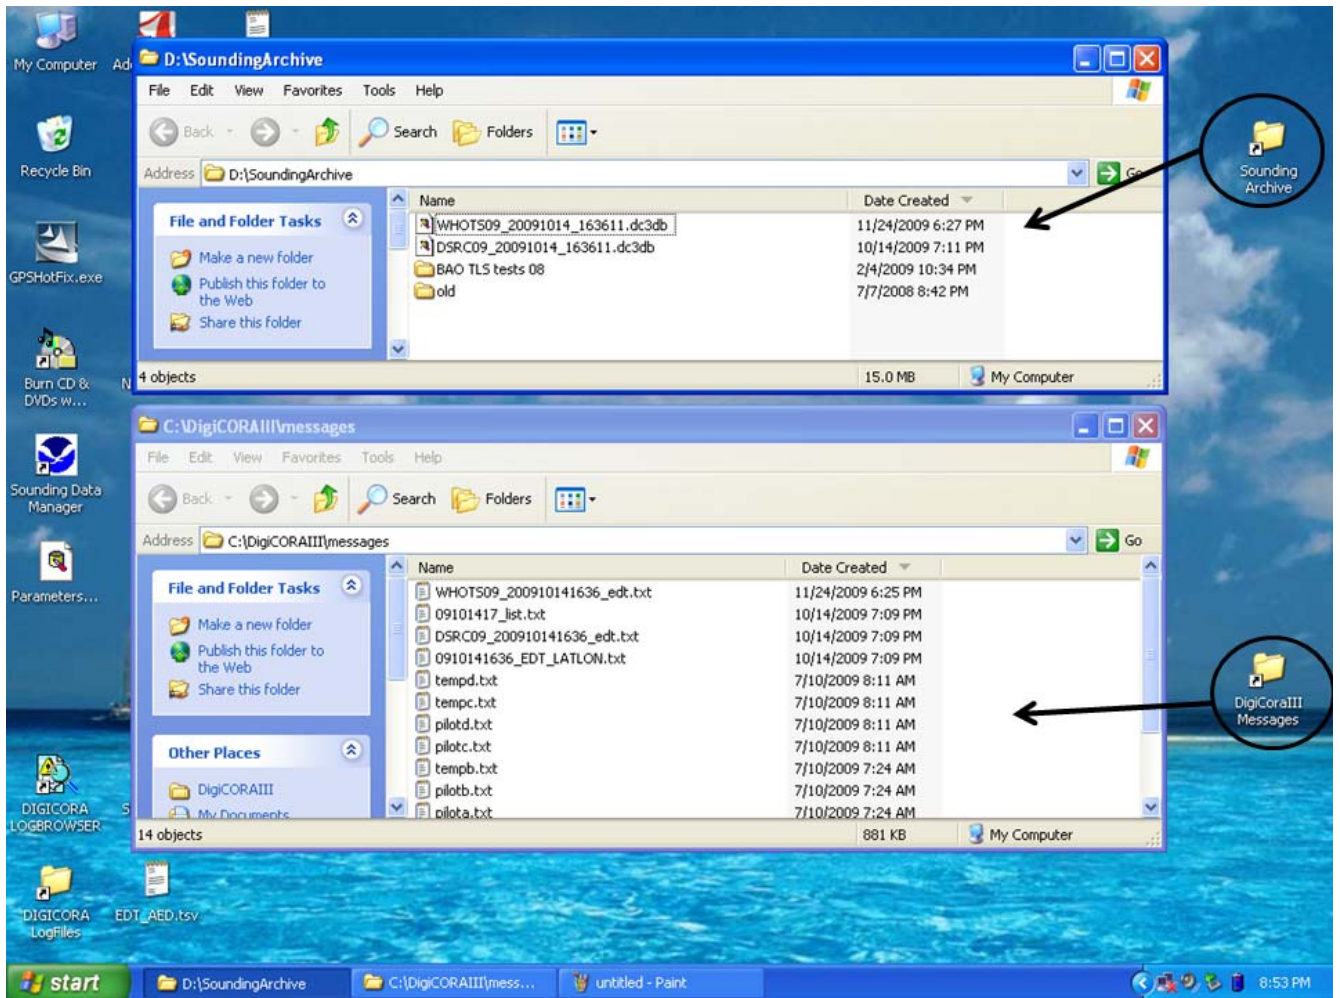 My Computer
Ad
D:\SoundingArchive
File Edit View Favorites Tools Help
Back Search Folders
Address D:\SoundingArchive Go
Name Date Created
File and Folder Tasks
Make a new folder
Publish this folder to
the Web
Share this folder
WHOTS09_20091014_163611.dc3db 11/24/2009 6:27 PM
DSRC09_20091014_163611.dc3db 10/14/2009 7:11 PM
BAO TLS tests 08 2/4/2009 10:34 PM
old 7/7/2008 8:42 PM
4 objects 15.0 MB My Computer
Recycle Bin
GPSHotFix.exe
Burn CD &
DVDs w...
N
Sounding
Archive
C:\DigiCORAIII\messages
File Edit View Favorites Tools Help
Back Search Folders
Address C:\DigiCORAIII\messages Go
Name Date Created
File and Folder Tasks
Make a new folder
Publish this folder to
the Web
Share this folder
Other Places
DigiCORAIII
My Documents
WHOTS09_200910141636_edt.txt 11/24/2009 6:25 PM
09101417_list.txt 10/14/2009 7:09 PM
DSRC09_200910141636_edt.txt 10/14/2009 7:09 PM
0910141636_EDT_LATLON.txt 10/14/2009 7:09 PM
tempd.txt 7/10/2009 8:11 AM
tempc.txt 7/10/2009 8:11 AM
pilotd.txt 7/10/2009 8:11 AM
pilotc.txt 7/10/2009 8:11 AM
tempb.txt 7/10/2009 7:24 AM
pilotb.txt 7/10/2009 7:24 AM
pilota.txt 7/10/2009 7:24 AM
14 objects 881 KB My Computer
Sounding Data
Manager
Parameters...
DigiCoraIII
Messages
DIGICORA
LOGBROWSER
S
DIGICORA
LogFiles
EDT_AED.tsv
start D:\SoundingArchive C:\DigiCORAIII\mess... untitled - Paint 8:53 PM